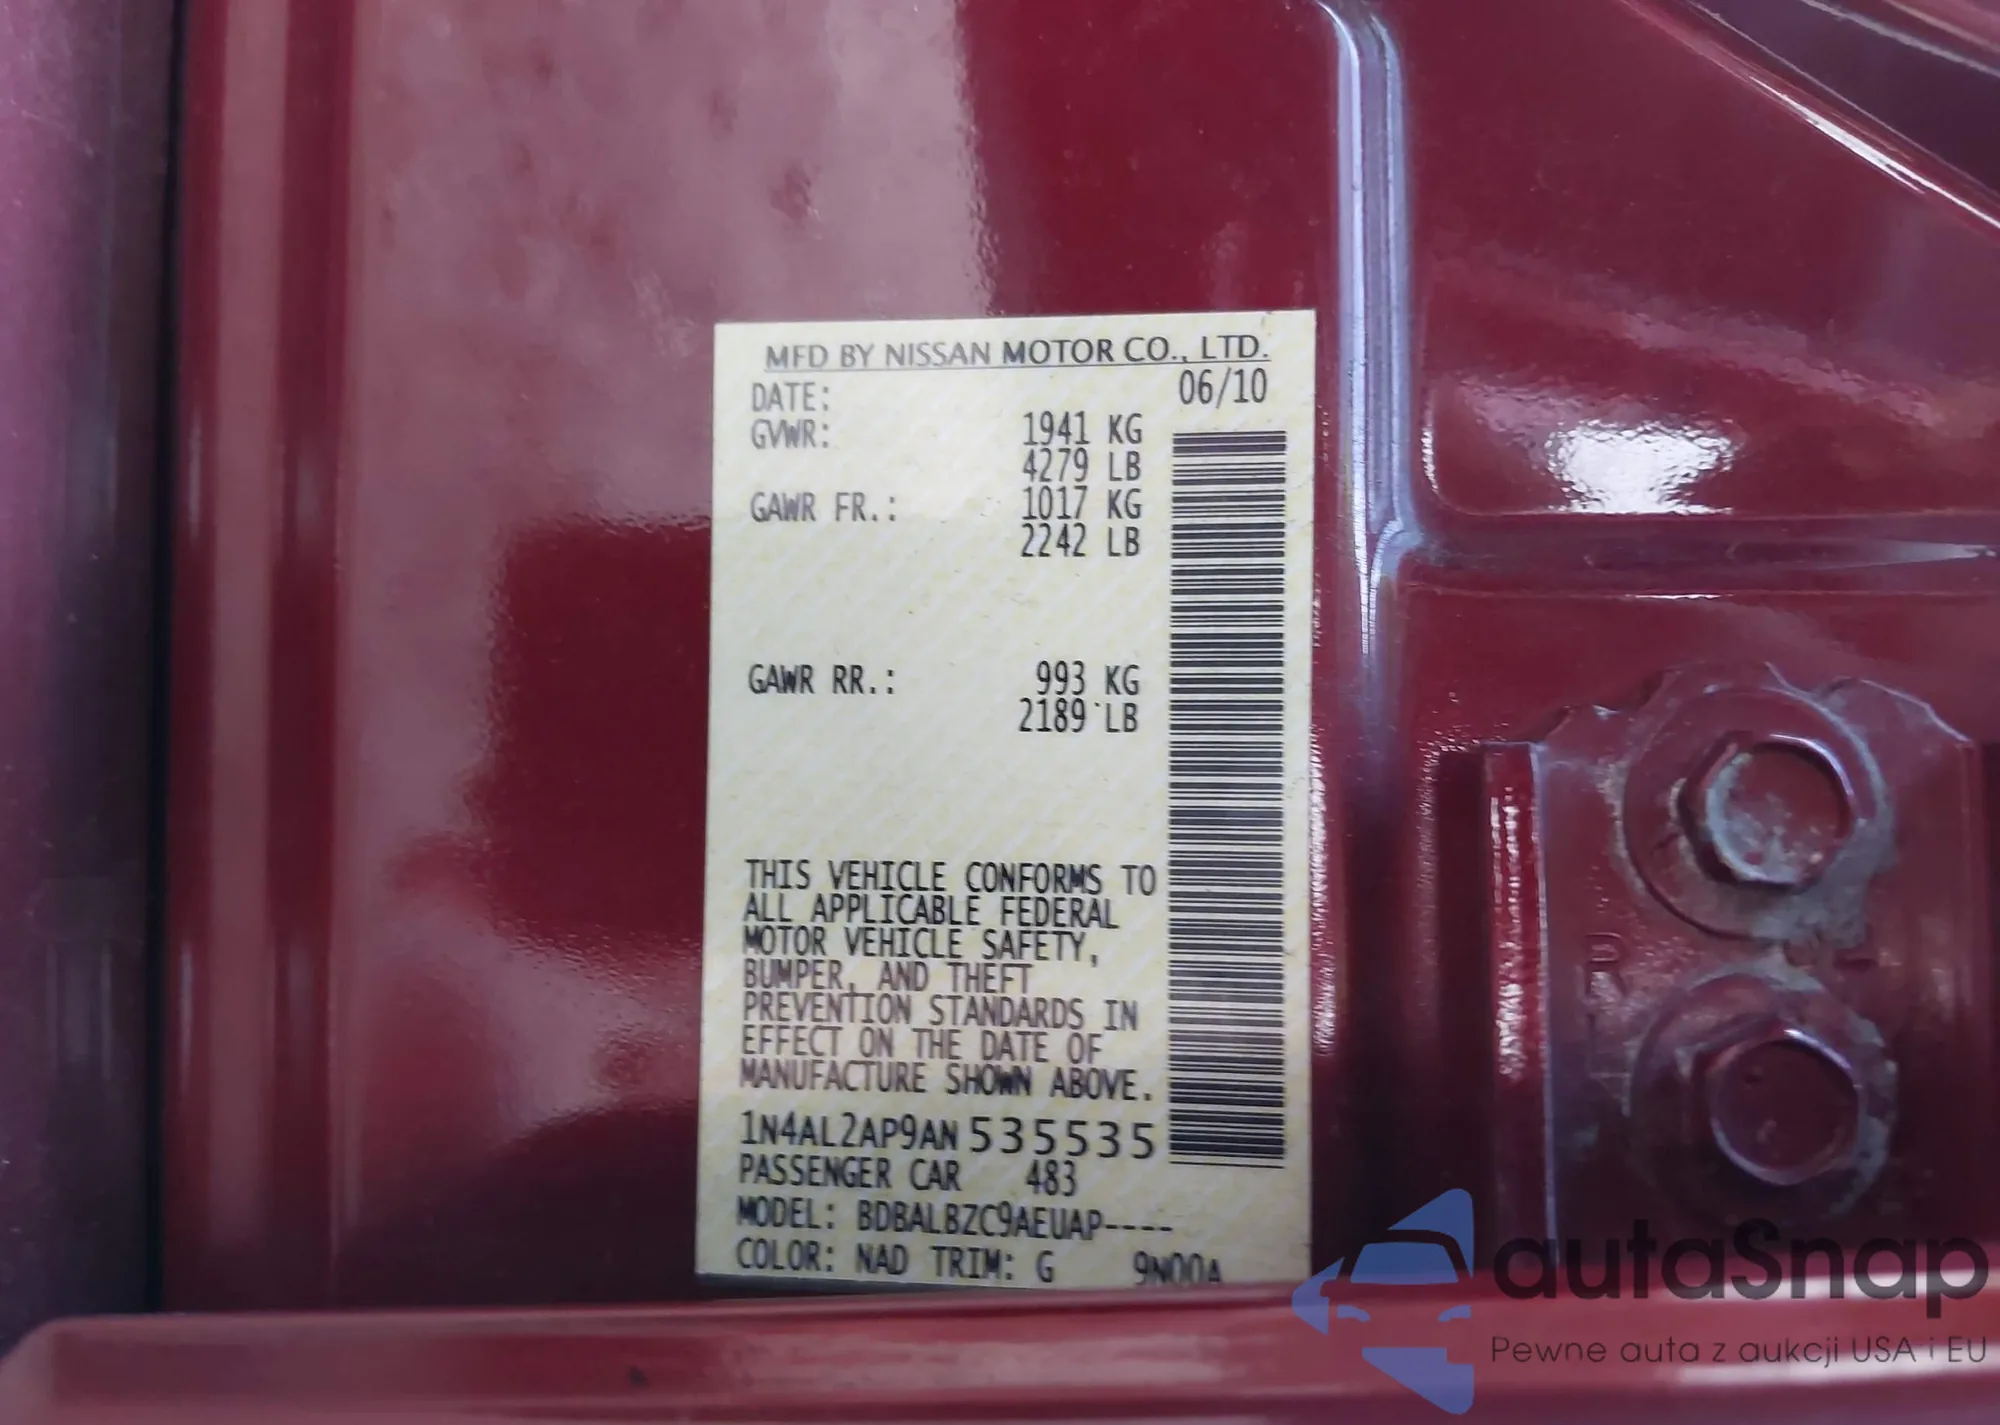 MFD BY NISSAN MOTOR CO., LTD.
DATE: 06/10
GVWR: 1941 KG
4279 LB
GAWR FR.: 1017 KG
2242 LB
GAWR RR.: 993 KG
2189 LB
THIS VEHICLE CONFORMS TO
ALL APPLICABLE FEDERAL
MOTOR VEHICLE SAFETY,
BUMPER, AND THEFT
PREVENTION STANDARDS IN
EFFECT ON THE DATE OF
MANUFACTURE SHOWN ABOVE.
1N4AL2AP9AN535535
PASSENGER CAR 483
MODEL: BDBALBZC9AEUAP----
COLOR: NAD TRIM: G 9N00A
R
L
autaSnap
Pewne auta z aukcji USA i EU